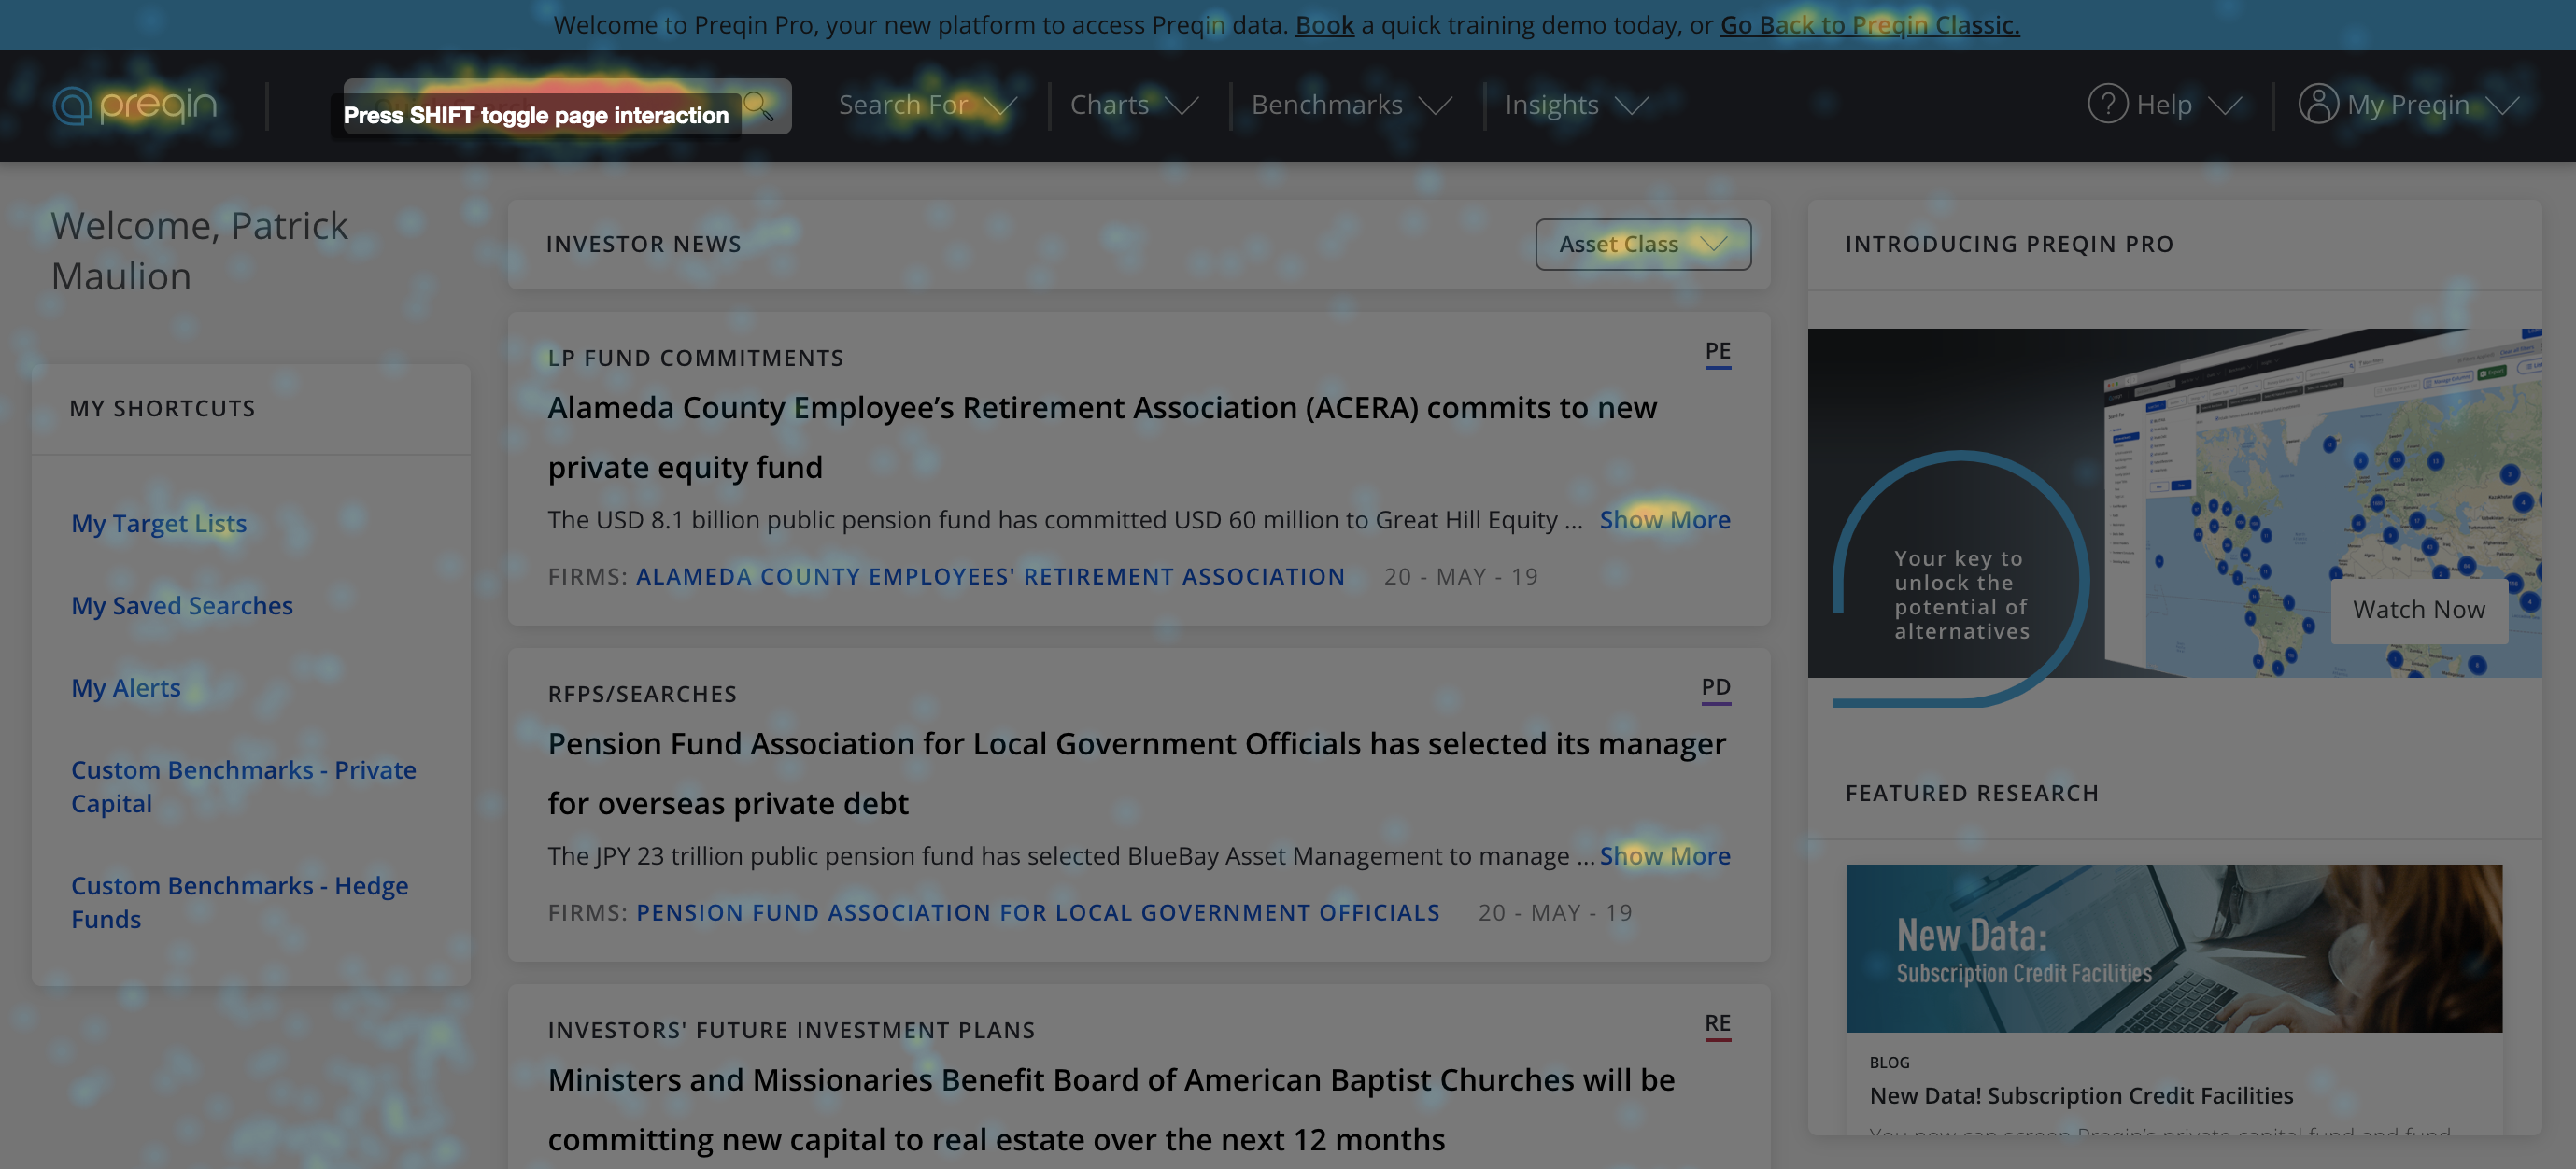 Welcome to Preqin Pro, your new platform to access Preqin data. Book a quick training demo today, or Go Back to Preqin Classic.
preqin
Press SHIFT toggle page interaction
Search For
Charts
Benchmarks
Insights
Help
My Preqin
Welcome, Patrick
Maulion
MY SHORTCUTS
My Target Lists
My Saved Searches
My Alerts
Custom Benchmarks - Private
Capital
Custom Benchmarks - Hedge
Funds
INVESTOR NEWS
Asset Class
LP FUND COMMITMENTS
PE
Alameda County Employee’s Retirement Association (ACERA) commits to new
private equity fund
The USD 8.1 billion public pension fund has committed USD 60 million to Great Hill Equity ... Show More
FIRMS: ALAMEDA COUNTY EMPLOYEES' RETIREMENT ASSOCIATION 20 - MAY - 19
RFPS/SEARCHES
PD
Pension Fund Association for Local Government Officials has selected its manager
for overseas private debt
The JPY 23 trillion public pension fund has selected BlueBay Asset Management to manage ... Show More
FIRMS: PENSION FUND ASSOCIATION FOR LOCAL GOVERNMENT OFFICIALS 20 - MAY - 19
INVESTORS' FUTURE INVESTMENT PLANS
RE
Ministers and Missionaries Benefit Board of American Baptist Churches will be
committing new capital to real estate over the next 12 months
INTRODUCING PREQIN PRO
Your key to
unlock the
potential of
alternatives
Watch Now
FEATURED RESEARCH
New Data:
Subscription Credit Facilities
BLOG
New Data! Subscription Credit Facilities
You now can screen Preqin's private capital fund and fund